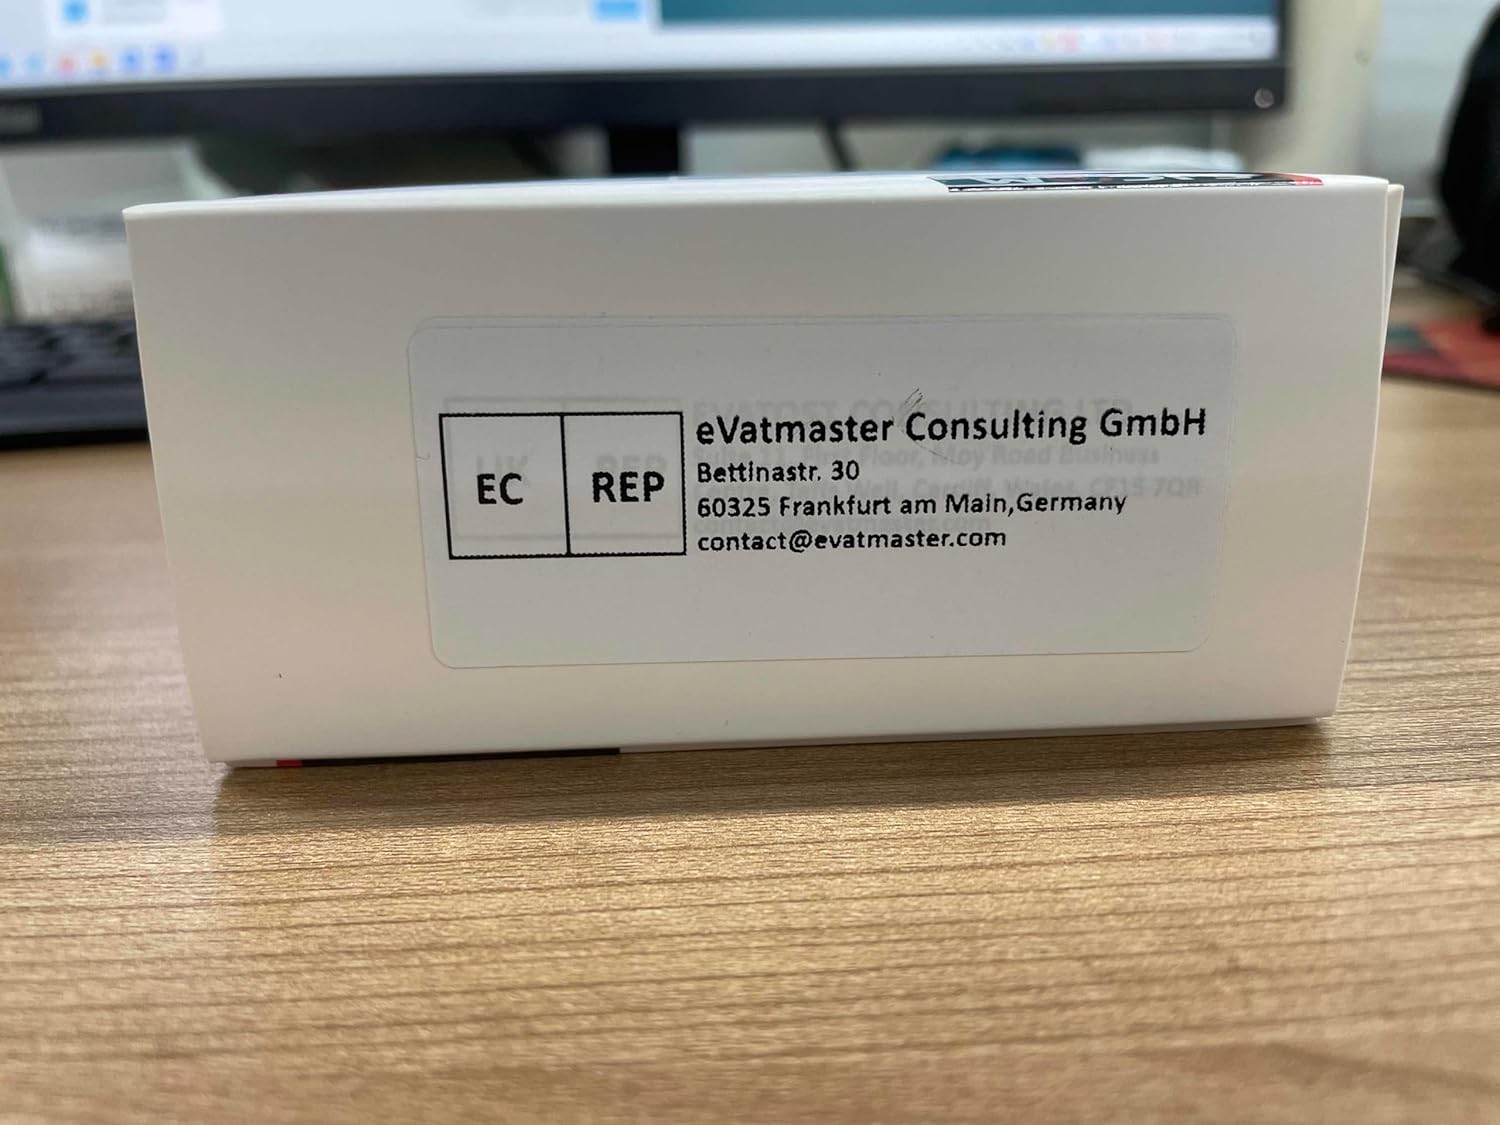 EC REP
eVatmaster Consulting GmbH
Bettinastr. 30
60325 Frankfurt am Main,Germany
contact@evatmaster.com